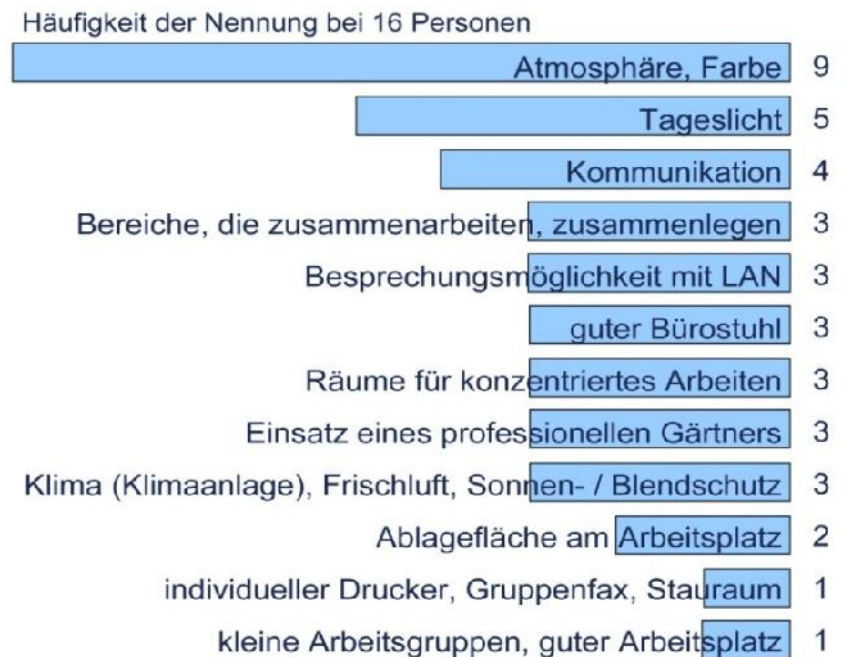 Häufigkeit der Nennung bei 16 Personen
Atmosphäre, Farbe 9
Tageslicht 5
Kommunikation 4
Bereiche, die zusammenarbeiten, zusammenlegen 3
Besprechungsmöglichkeit mit LAN 3
guter Bürostuhl 3
Räume für konzentriertes Arbeiten 3
Einsatz eines professionellen Gärtners 3
Klima (Klimaanlage), Frischluft, Sonnen- / Blendschutz 3
Ablagefläche am Arbeitsplatz 2
individueller Drucker, Gruppenfax, Stauraum 1
kleine Arbeitsgruppen, guter Arbeitsplatz 1